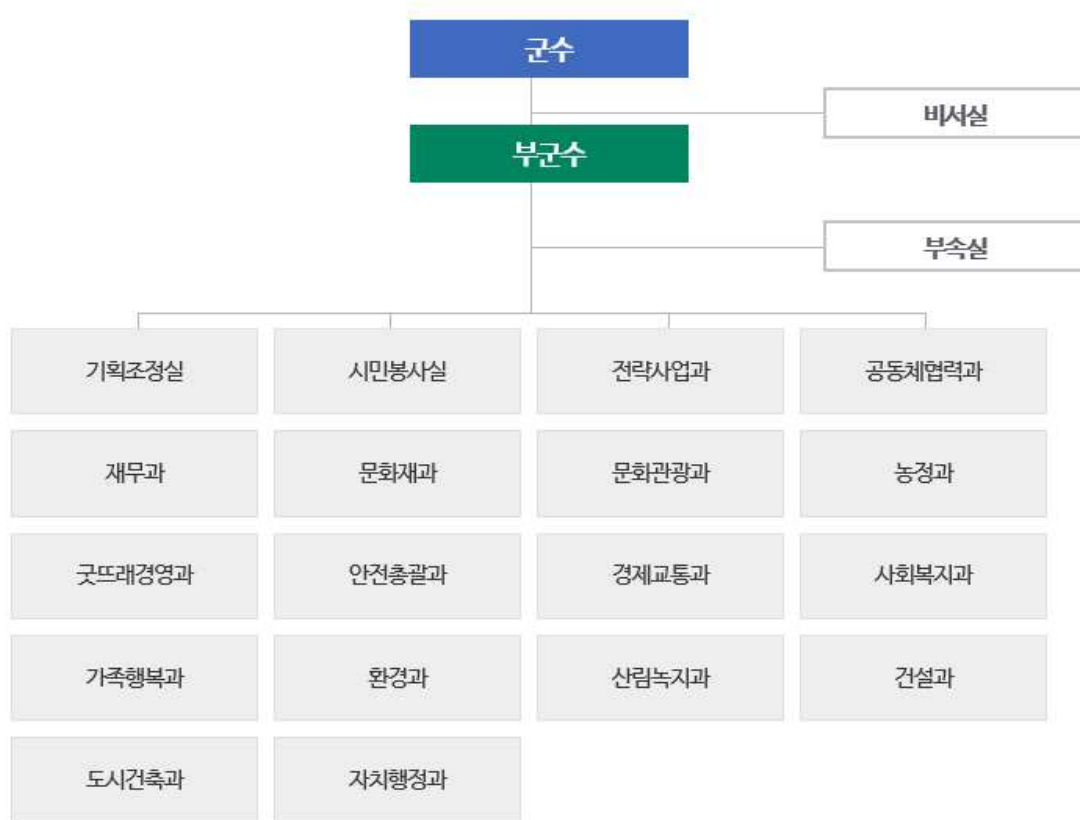 군수
비서실
부군수
부속실
기획조정실 시민봉사실 전략사업과 공동체협력과
재무과 문화재과 문화관광과 농정과
굿뜨래경영과 안전총괄과 경제교통과 사회복지과
가족행복과 환경과 산림녹지과 건설과
도시건축과 자치행정과